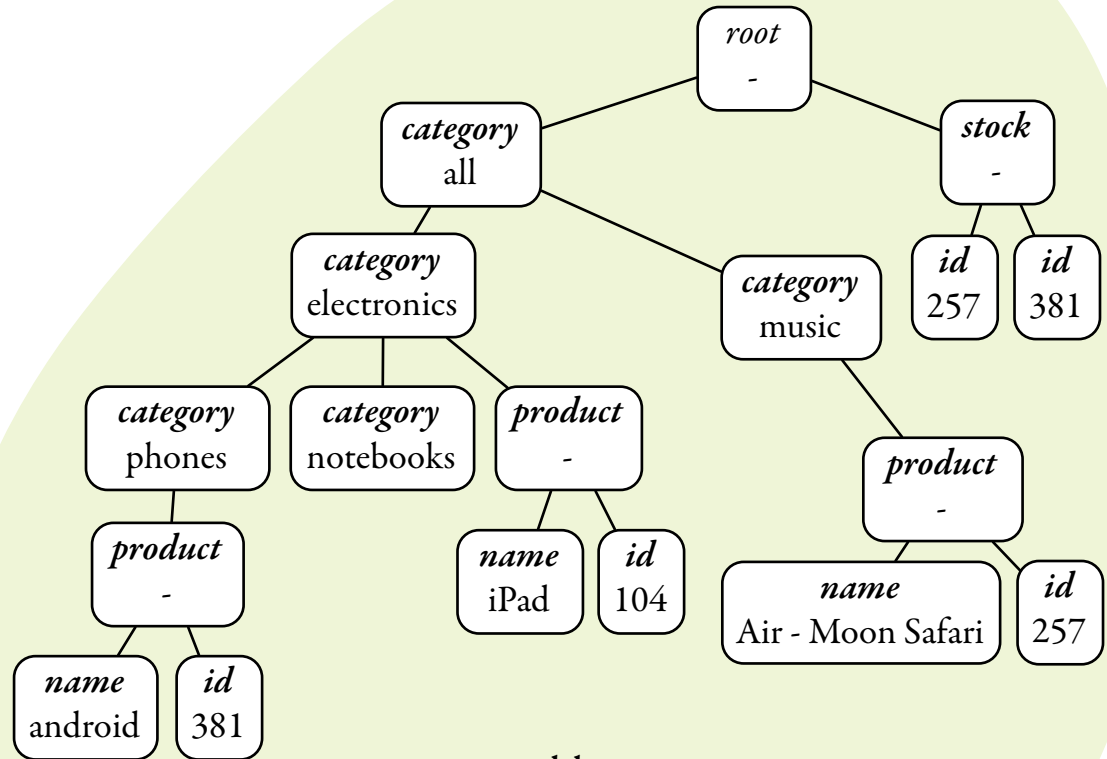 root
-
category
all
stock
-
category
electronics
category
music
id
257
id
381
category
phones
category
notebooks
product
-
product
-
product
-
name
iPad
id
104
name
Air - Moon Safari
id
257
name
android
id
381